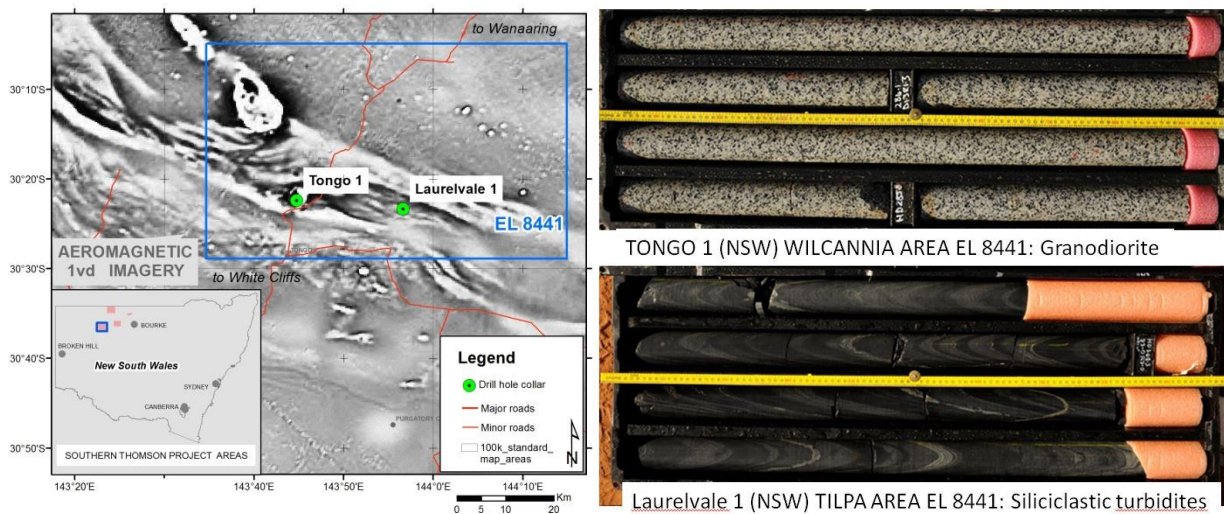 to Wanaaring
30°10'S
30°20'S
Tongo 1
Laurelvale 1
EL 8441
AEROMAGNETIC
1vd IMAGERY
30°30'S
to White Cliffs
BOURKE
BROKEN HILL
New South Wales
SYDNEY
CANBERRA
SOUTHERN THOMSON PROJECT AREAS
30°40'S
30°50'S
Legend
Drill hole collar
Major roads
Minor roads
100k_standard_
map_areas
N
Km
0 10 20
143°20'E
143°40'E
143°50'E
144°0'E
144°10'E
TONGO 1 (NSW) WILCANNIA AREA EL 8441: Granodiorite
Laurelvale 1 (NSW) TILPA AREA EL 8441: Siliciclastic turbidites